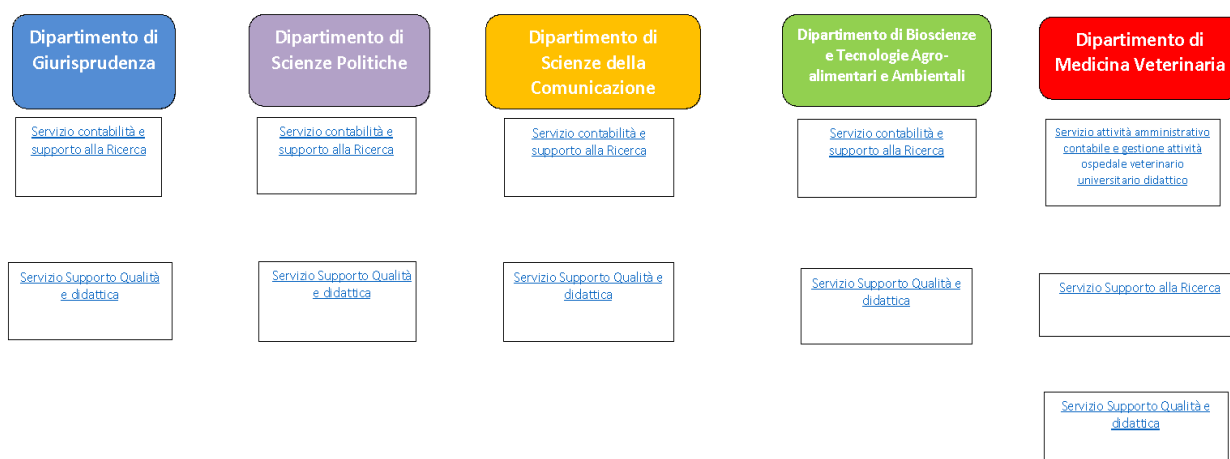 Dipartimento di
Giurisprudenza
Dipartimento di
Scienze Politiche
Dipartimento di
Scienze della
Comunicazione
Dipartimento di Bioscienze
e Tecnologie Agro-
alimentari e Ambientali
Dipartimento di
Medicina Veterinaria
Servizio contabilità e
supporto alla Ricerca
Servizio contabilità e
supporto alla Ricerca
Servizio contabilità e
supporto alla Ricerca
Servizio contabilità e
supporto alla Ricerca
Servizio attività amministrativo
contabile e gestione attività
ospedale veterinario
universitario didattico
Servizio Supporto Qualità
e didattica
Servizio Supporto Qualità
e didattica
Servizio Supporto Qualità e
didattica
Servizio Supporto Qualità e
didattica
Servizio Supporto alla Ricerca
Servizio Supporto Qualità e
didattica